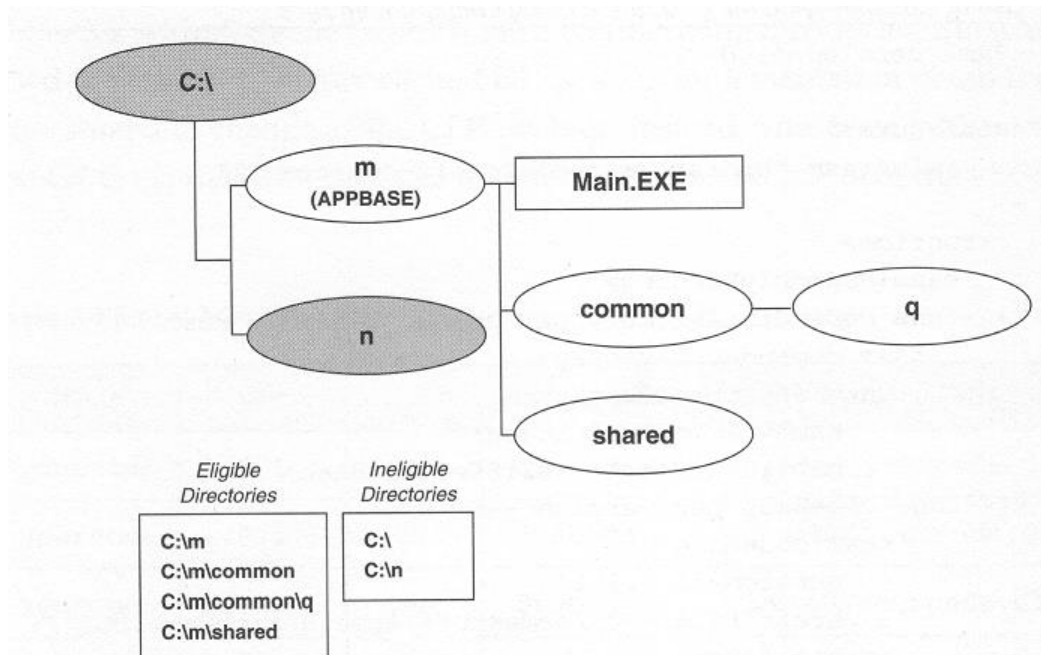 C:\
m
(APPBASE)
Main.EXE
n
common
q
shared
Eligible
Directories
Ineligible
Directories
C:\m
C:\m\common
C:\m\common\q
C:\m\shared
C:\
C:\n